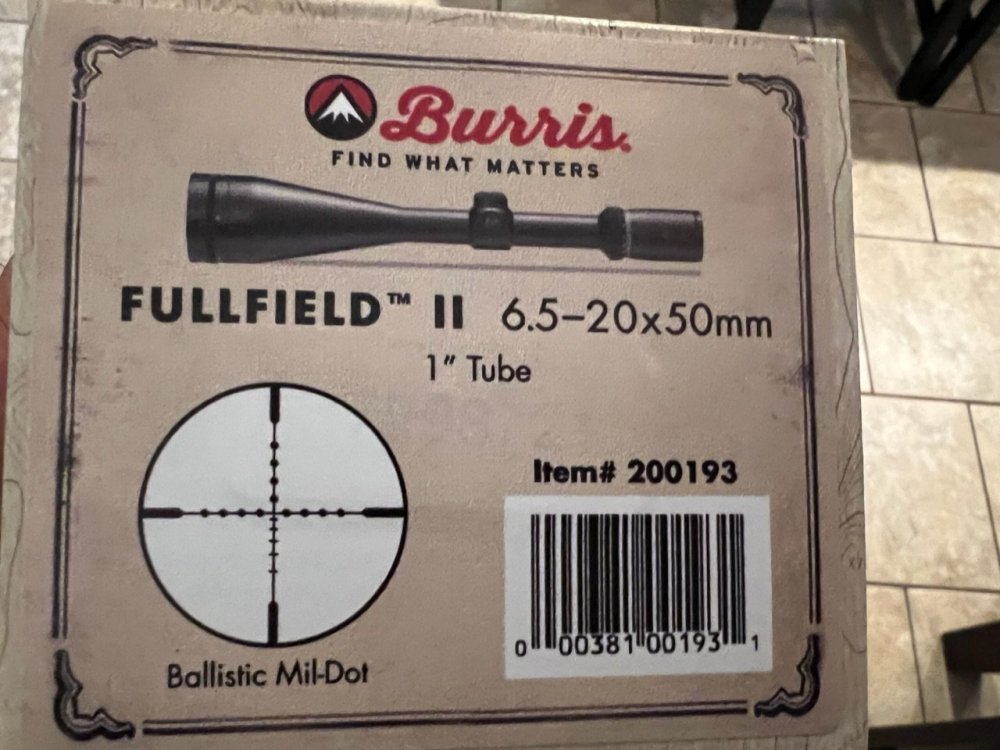 Burris.
FIND WHAT MATTERS
FULLFIELD™ II 6.5–20x50mm
1" Tube
Item# 200193
0 00381 00193 1
Ballistic Mil-Dot